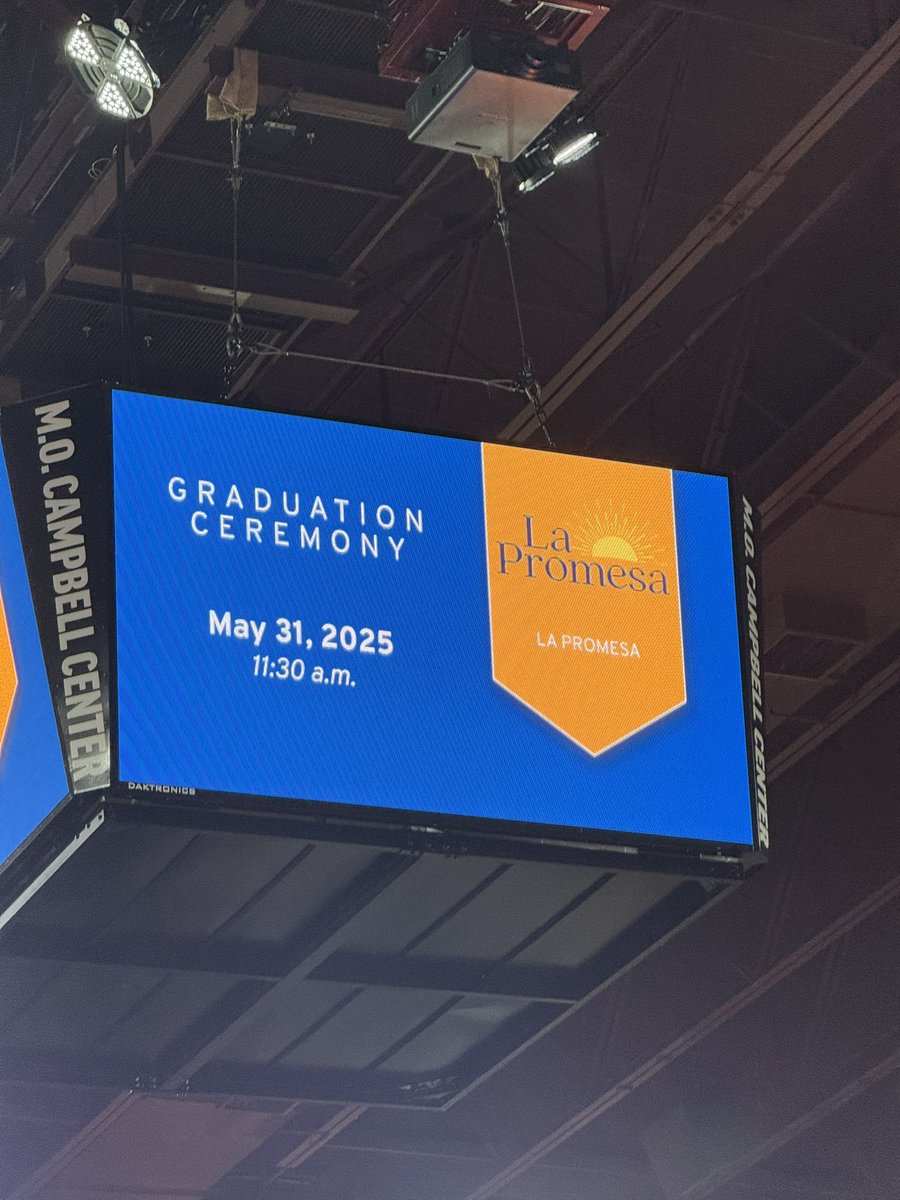 M.O. CAMPBELL CENTER
GRADUATION
CEREMONY
May 31, 2025
11:30 a.m.
La
Promesa
LA PROMESA
M.O. CAMPBELL CENTER
DAKTRONICS